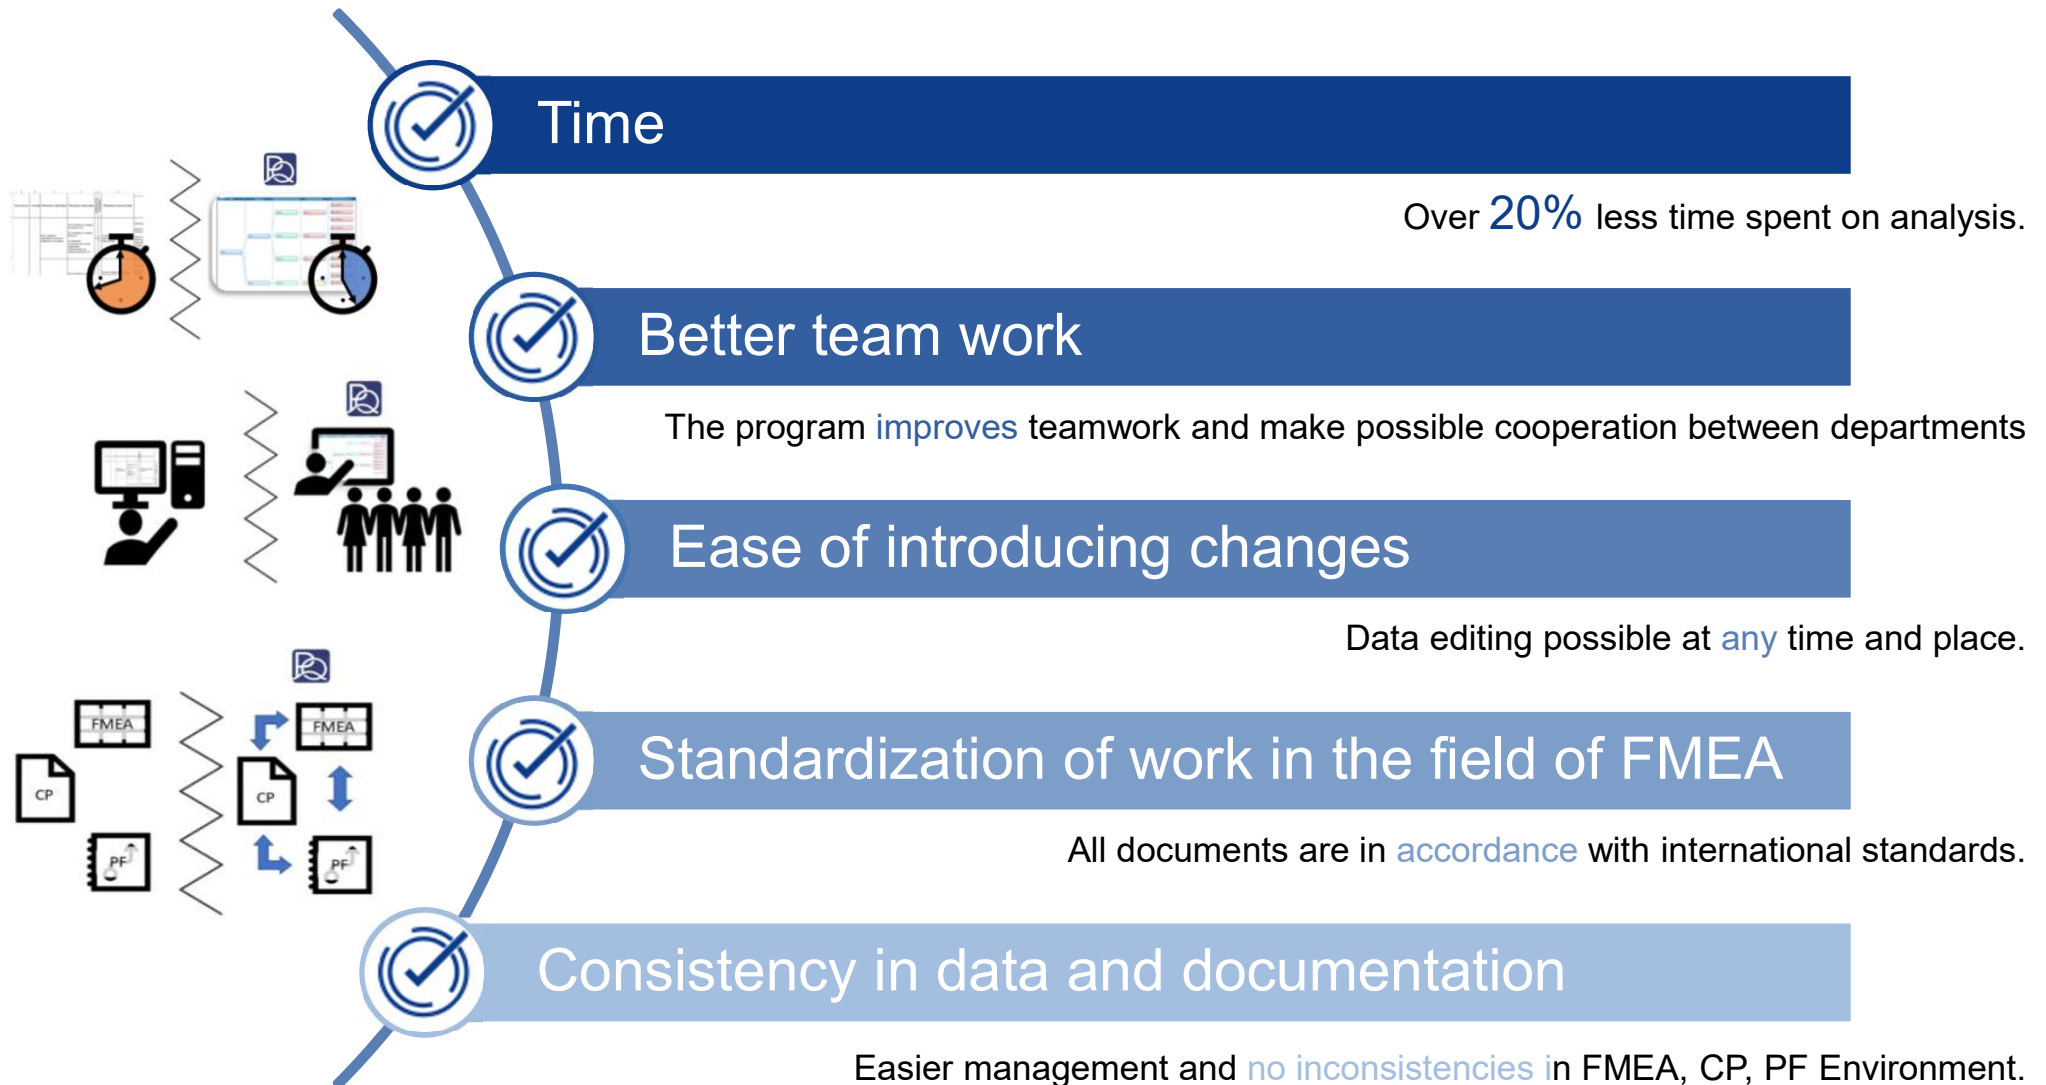 Time
Over 20% less time spent on analysis.
Better team work
The program improves teamwork and make possible cooperation between departments
Ease of introducing changes
Data editing possible at any time and place.
FMEA
FMEA
CP
CP
PF
PF
Standardization of work in the field of FMEA
All documents are in accordance with international standards.
Consistency in data and documentation
Easier management and no inconsistencies in FMEA, CP, PF Environment.